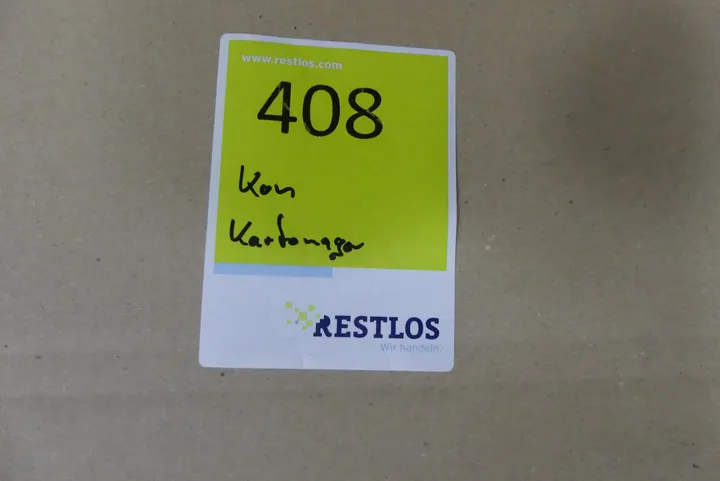 www.restlos.com
408
Kon
Kartonagen
RESTLOS
Wir handeln.